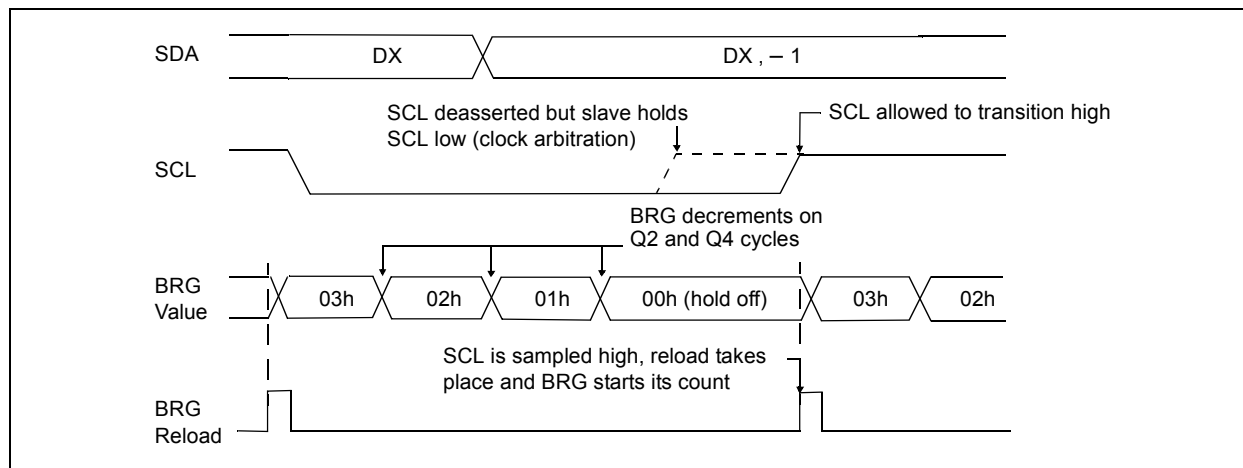 SDA
DX
DX , – 1
SCL deasserted but slave holds
SCL low (clock arbitration)
SCL allowed to transition high
SCL
BRG decrements on
Q2 and Q4 cycles
BRG
Value
03h
02h
01h
00h (hold off)
03h
02h
SCL is sampled high, reload takes
place and BRG starts its count
BRG
Reload